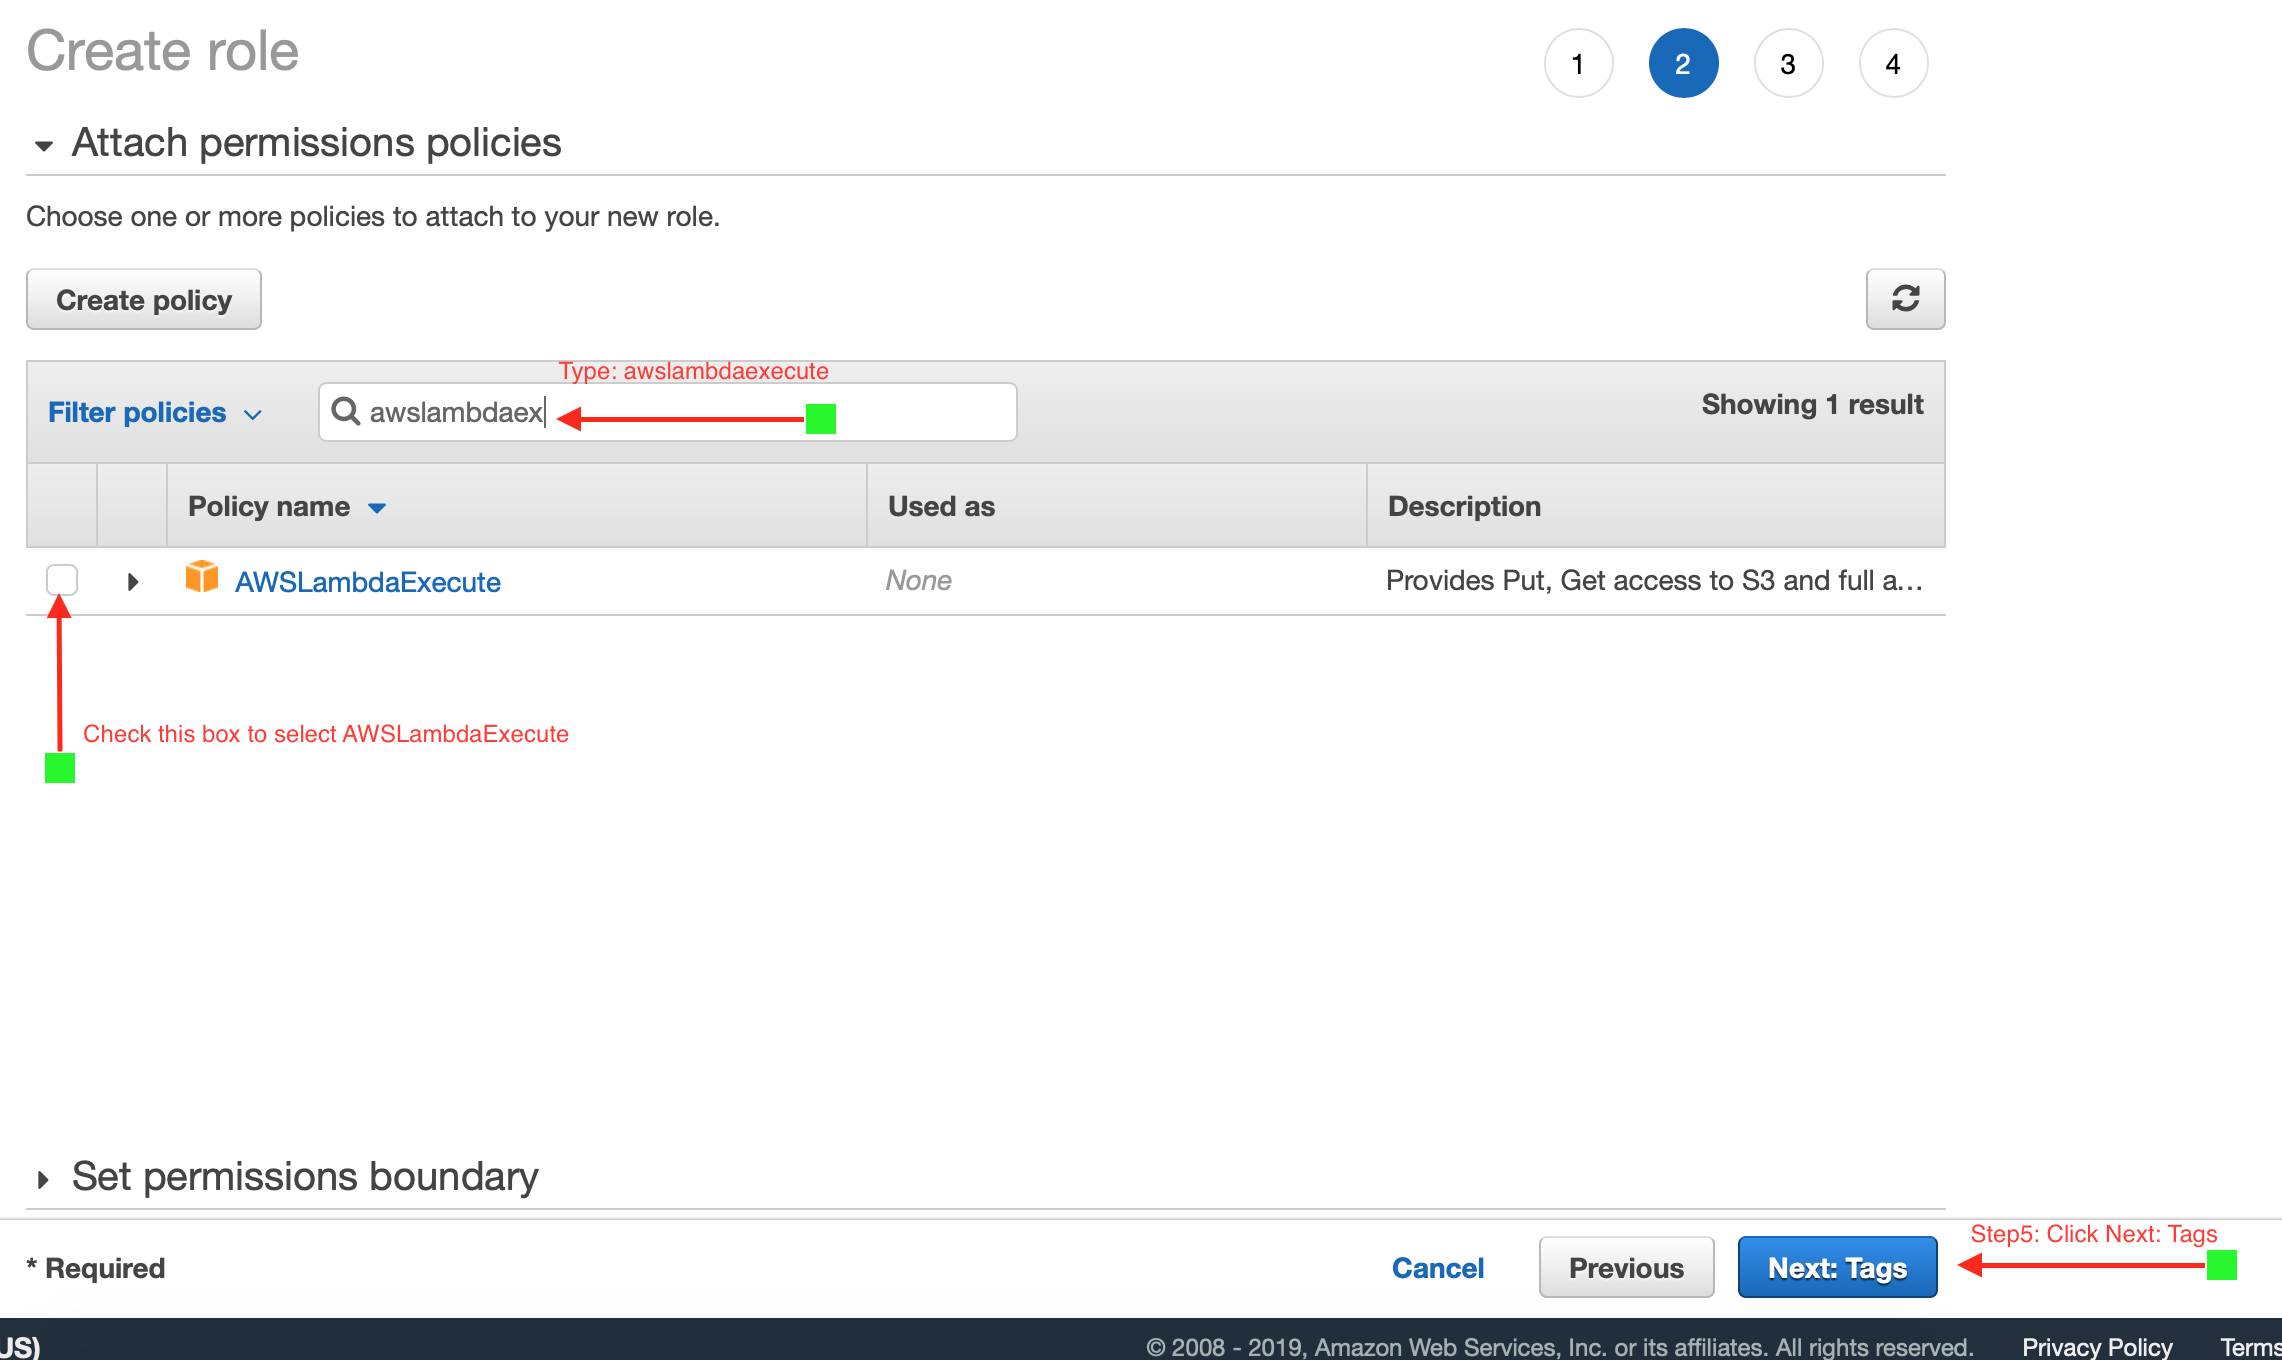 Create role
1 2 3 4
Attach permissions policies
Choose one or more policies to attach to your new role.
Create policy
Type: awslambdaexecute
Filter policies awslambdaex Showing 1 result
Policy name Used as Description
AWSLambdaExecute None Provides Put, Get access to S3 and full a...
Check this box to select AWSLambdaExecute
Set permissions boundary
Step5: Click Next: Tags
* Required Cancel Previous Next: Tags
US) © 2008 - 2019, Amazon Web Services, Inc. or its affiliates. All rights reserved. Privacy Policy Terms